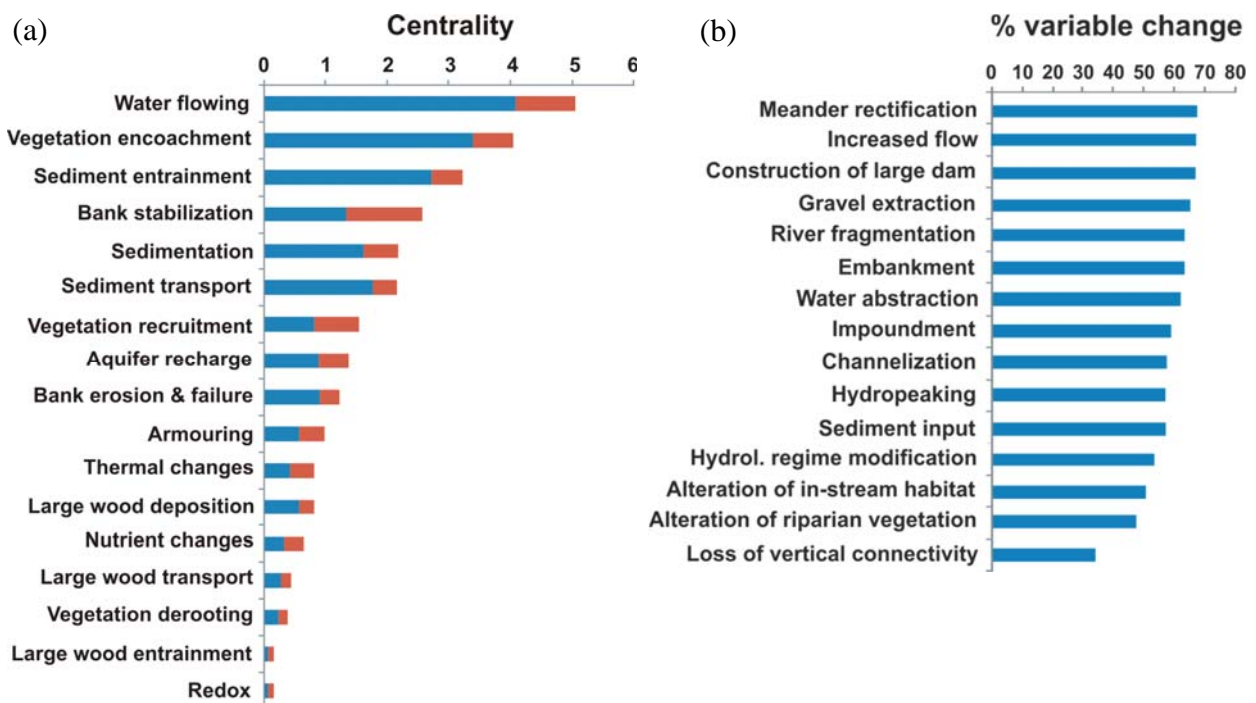 (a)
Centrality
0 1 2 3 4 5 6
Water flowing
Vegetation encoachment
Sediment entrainment
Bank stabilization
Sedimentation
Sediment transport
Vegetation recruitment
Aquifer recharge
Bank erosion & failure
Armouring
Thermal changes
Large wood deposition
Nutrient changes
Large wood transport
Vegetation derooting
Large wood entrainment
Redox
(b)
% variable change
0 10 20 30 40 50 60 70 80
Meander rectification
Increased flow
Construction of large dam
Gravel extraction
River fragmentation
Embankment
Water abstraction
Impoundment
Channelization
Hydropeaking
Sediment input
Hydrol. regime modification
Alteration of in-stream habitat
Alteration of riparian vegetation
Loss of vertical connectivity